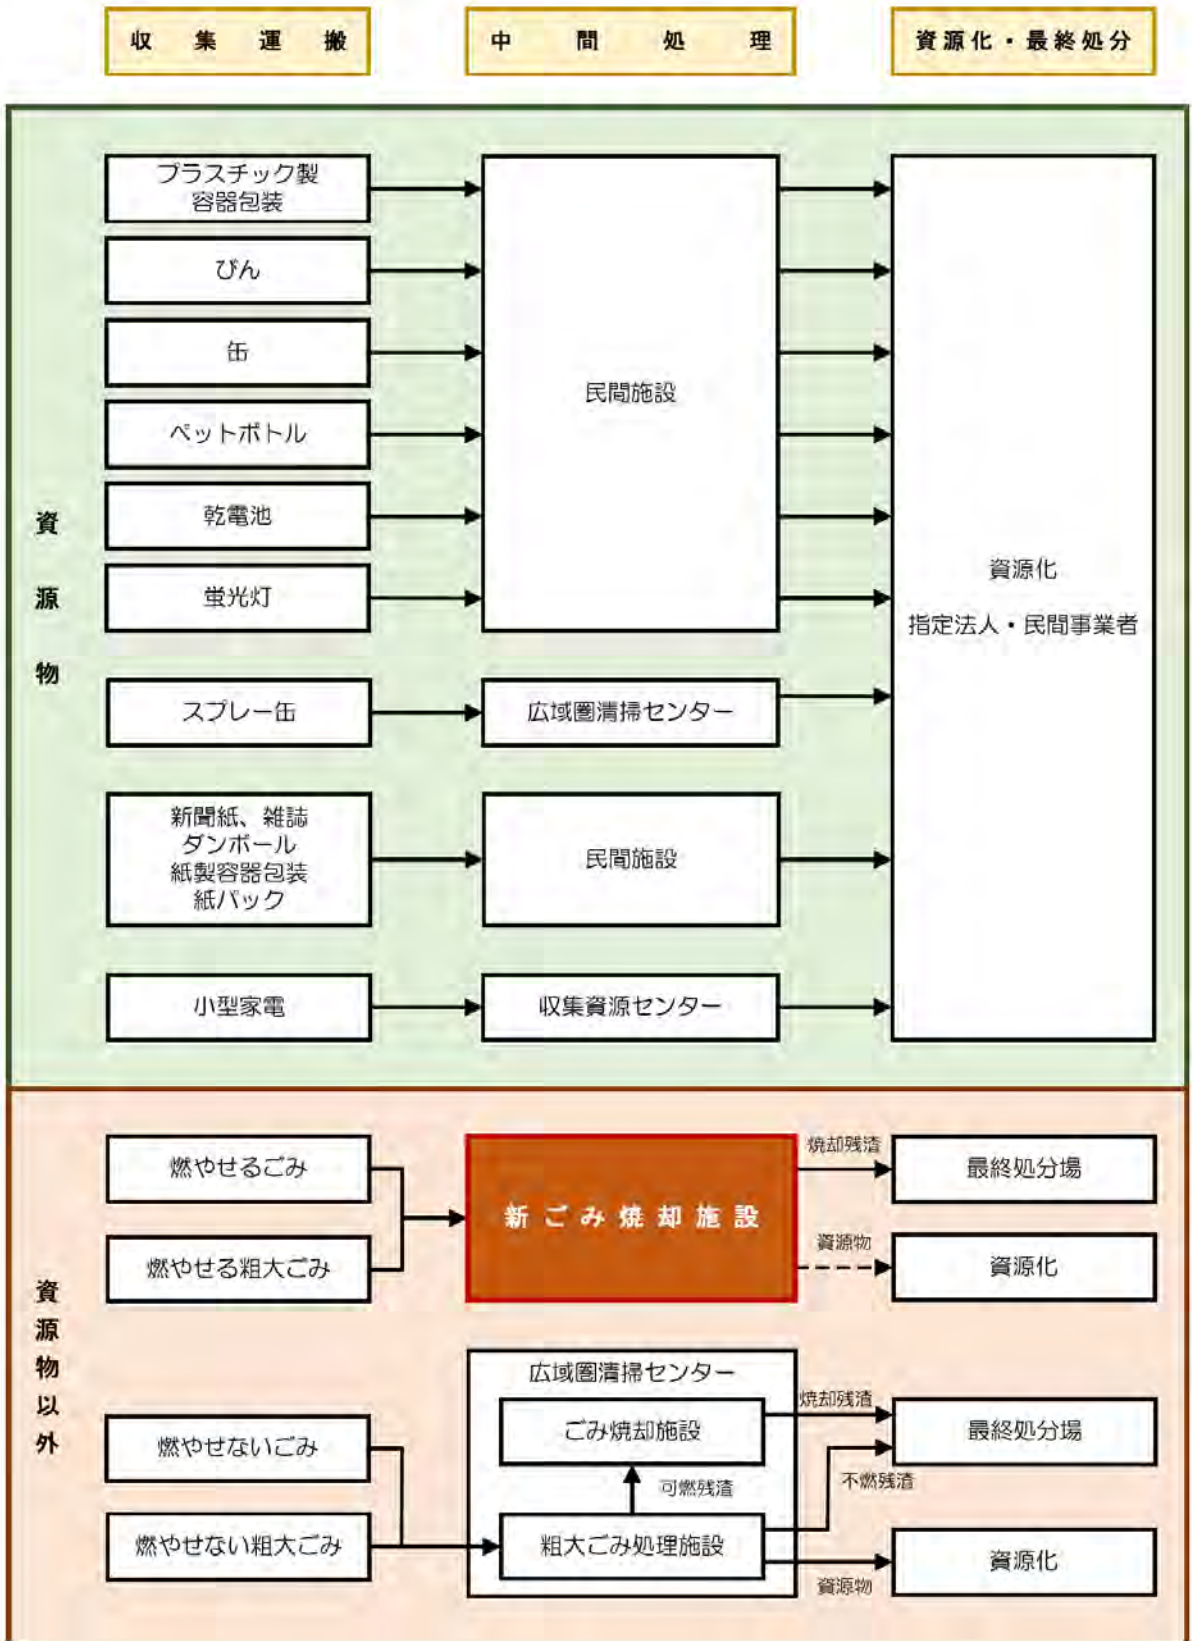 収集運搬
中間処理
資源化・最終処分
資源物
プラスチック製
容器包装
びん
缶
ペットボトル
乾電池
蛍光灯
民間施設
資源化
指定法人・民間事業者
スプレー缶
広域圏清掃センター
新聞紙、雑誌
ダンボール
紙製容器包装
紙パック
民間施設
小型家電
収集資源センター
資源物以外
燃やせるごみ
燃やせる粗大ごみ
新ごみ焼却施設
焼却残渣
最終処分場
資源物
資源化
燃やせないごみ
燃やせない粗大ごみ
広域圏清掃センター
ごみ焼却施設
可燃残渣
粗大ごみ処理施設
焼却残渣
最終処分場
不燃残渣
資源物
資源化